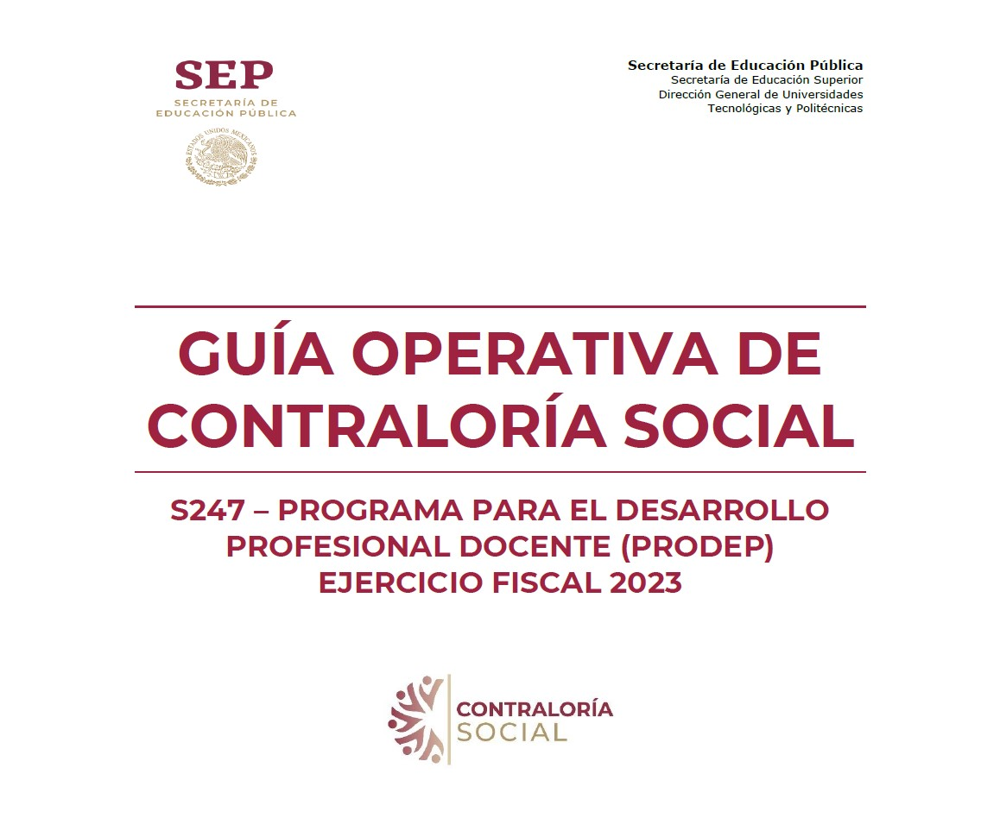 SEP
SECRETARÍA DE
EDUCACIÓN PÚBLICA
ESTADOS UNIDOS MEXICANOS
Secretaría de Educación Pública
Secretaría de Educación Superior
Dirección General de Universidades
Tecnológicas y Politécnicas
GUÍA OPERATIVA DE
CONTRALORÍA SOCIAL
S247 – PROGRAMA PARA EL DESARROLLO
PROFESIONAL DOCENTE (PRODEP)
EJERCICIO FISCAL 2023
CONTRALORÍA
SOCIAL